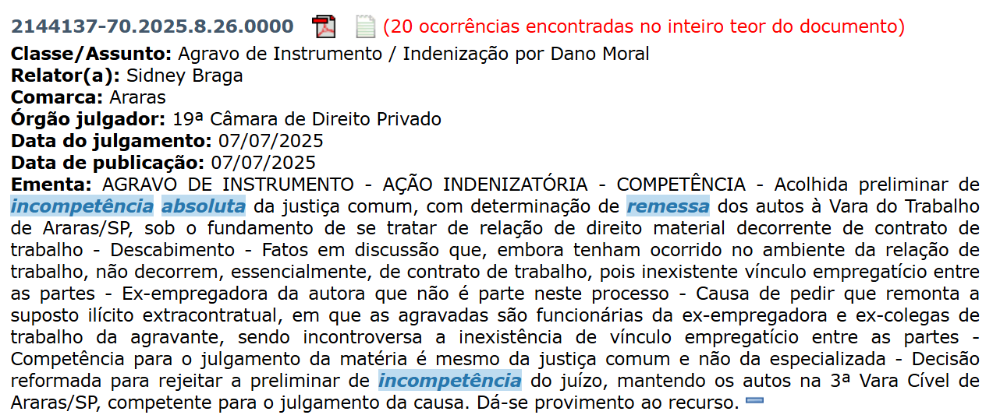 2144137-70.2025.8.26.0000 (20 ocorrências encontradas no inteiro teor do documento)
Classe/Assunto: Agravo de Instrumento / Indenização por Dano Moral
Relator(a): Sidney Braga
Comarca: Araras
Órgão julgador: 19ª Câmara de Direito Privado
Data do julgamento: 07/07/2025
Data de publicação: 07/07/2025
Ementa: AGRAVO DE INSTRUMENTO - AÇÃO INDENIZATÓRIA - COMPETÊNCIA - Acolhida preliminar de
incompetência absoluta da justiça comum, com determinação de remessa dos autos à Vara do Trabalho
de Araras/SP, sob o fundamento de se tratar de relação de direito material decorrente de contrato de
trabalho - Descabimento - Fatos em discussão que, embora tenham ocorrido no ambiente da relação de
trabalho, não decorrem, essencialmente, de contrato de trabalho, pois inexistente vínculo empregatício entre
as partes - Ex-empregadora da autora que não é parte neste processo - Causa de pedir que remonta a
suposto ilícito extracontratual, em que as agravadas são funcionárias da ex-empregadora e ex-colegas de
trabalho da agravante, sendo incontroversa a inexistência de vínculo empregatício entre as partes -
Competência para o julgamento da matéria é mesmo da justiça comum e não da especializada - Decisão
reformada para rejeitar a preliminar de incompetência do juízo, mantendo os autos na 3ª Vara Cível de
Araras/SP, competente para o julgamento da causa. Dá-se provimento ao recurso.